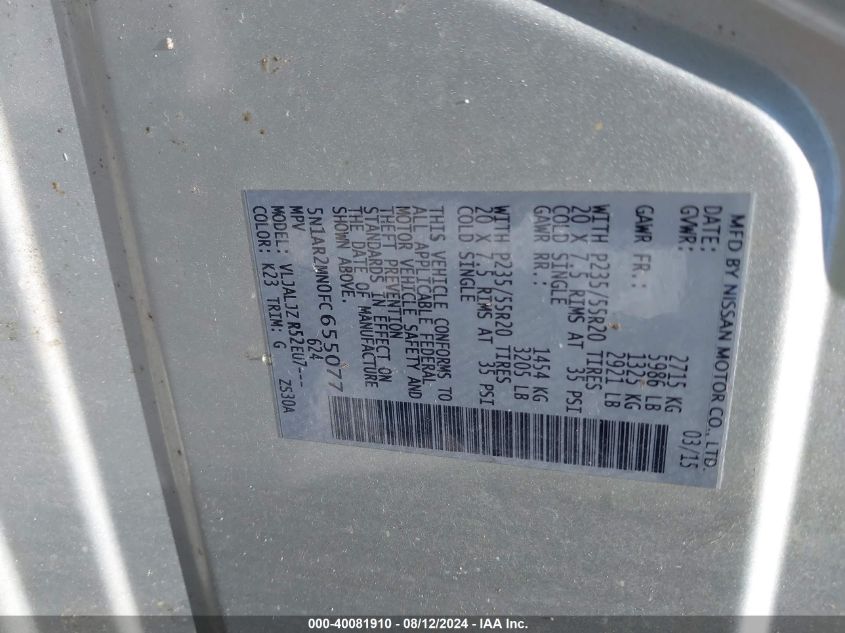 MFD BY NISSAN MOTOR CO., LTD.
DATE: 03/15
GVWR: 2715 KG
5986 LB
GAWR FR.: 1325 KG
2921 LB
WITH P235/55R20 TIRES
20 X 7.5 RIMS AT 35 PSI
COLD SINGLE
GAWR RR.: 1454 KG
3205 LB
WITH P235/55R20 TIRES
20 X 7.5 RIMS AT 35 PSI
COLD SINGLE
THIS VEHICLE CONFORMS TO
ALL APPLICABLE FEDERAL
MOTOR VEHICLE SAFETY AND
THEFT PREVENTION
STANDARDS IN EFFECT ON
THE DATE OF MANUFACTURE
SHOWN ABOVE.
5N1AR2MN0FC655077
MPV 624
MODEL: VLJALJZ R52EU7---
COLOR: K23 TRIM: G Z530A
000-40081910 - 08/12/2024 - IAA Inc.